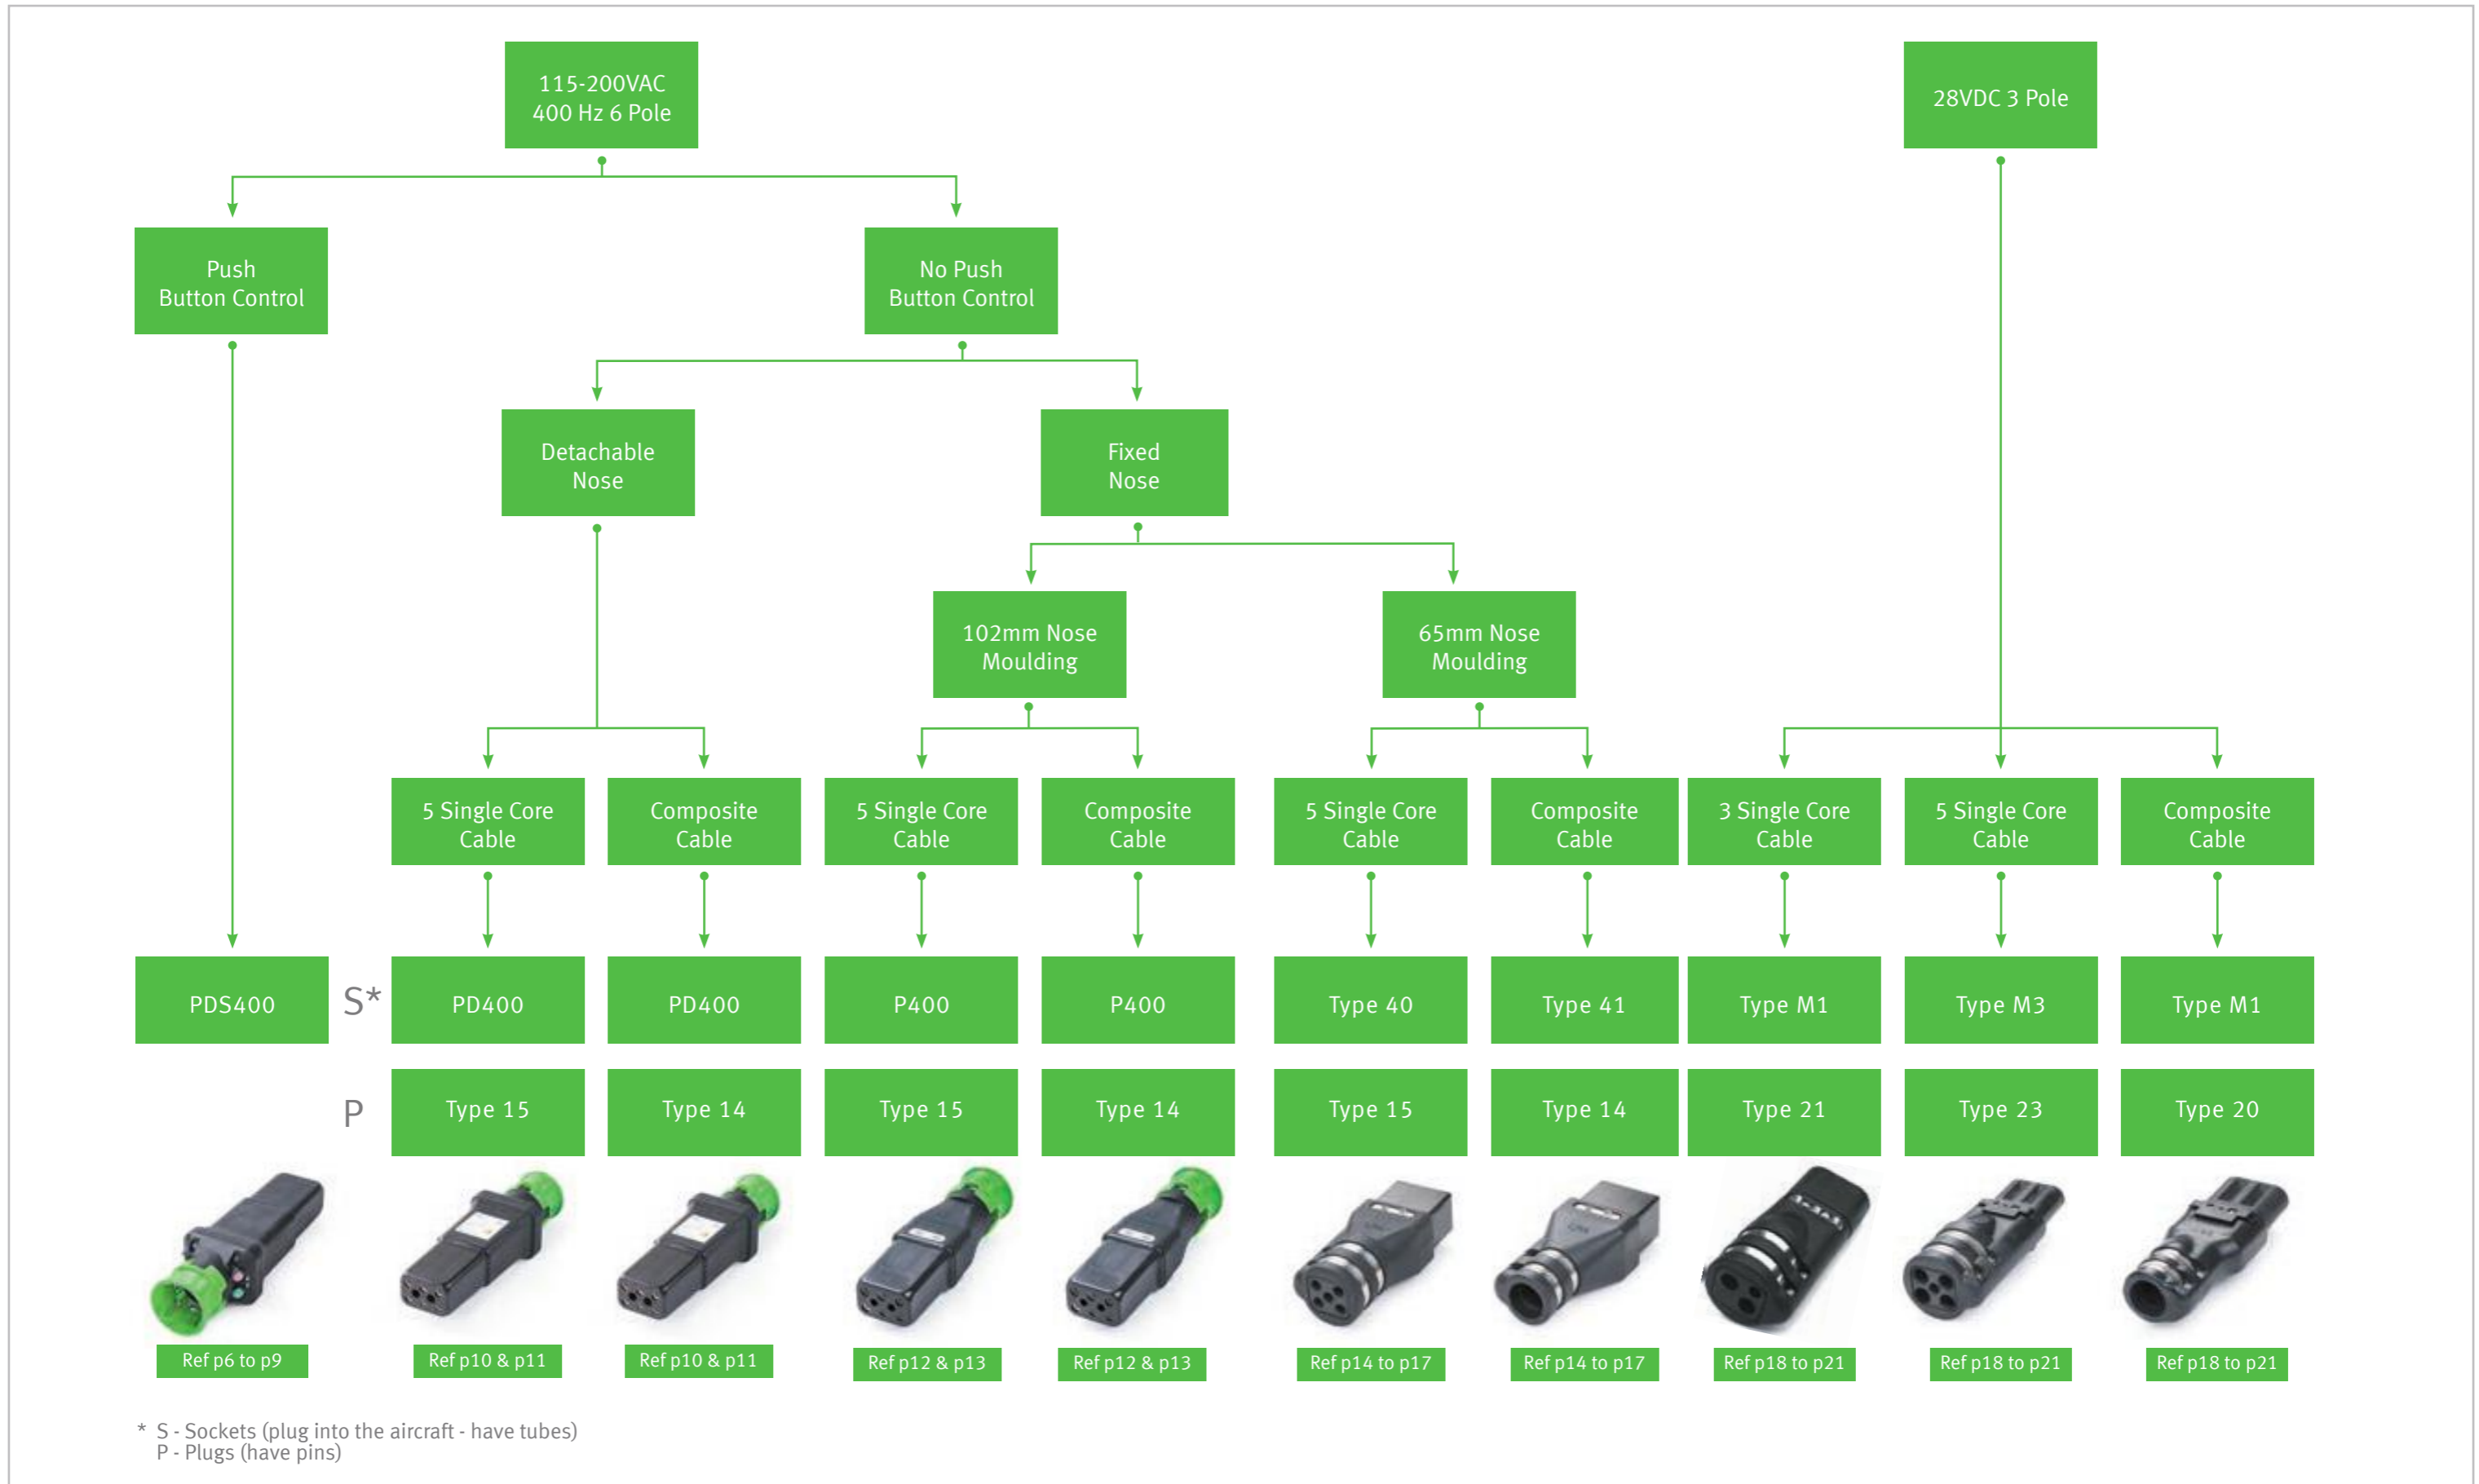 115-200VAC
400 Hz 6 Pole
28VDC 3 Pole
Push
Button Control
No Push
Button Control
Detachable
Nose
Fixed
Nose
102mm Nose
Moulding
65mm Nose
Moulding
5 Single Core
Cable
Composite
Cable
5 Single Core
Cable
Composite
Cable
5 Single Core
Cable
Composite
Cable
3 Single Core
Cable
5 Single Core
Cable
Composite
Cable
PDS400
S*
PD400
PD400
P400
P400
Type 40
Type 41
Type M1
Type M3
Type M1
P
Type 15
Type 14
Type 15
Type 14
Type 15
Type 14
Type 21
Type 23
Type 20
Ref p6 to p9
Ref p10 & p11
Ref p10 & p11
Ref p12 & p13
Ref p12 & p13
Ref p14 to p17
Ref p14 to p17
Ref p18 to p21
Ref p18 to p21
Ref p18 to p21
* S - Sockets (plug into the aircraft - have tubes)
P - Plugs (have pins)